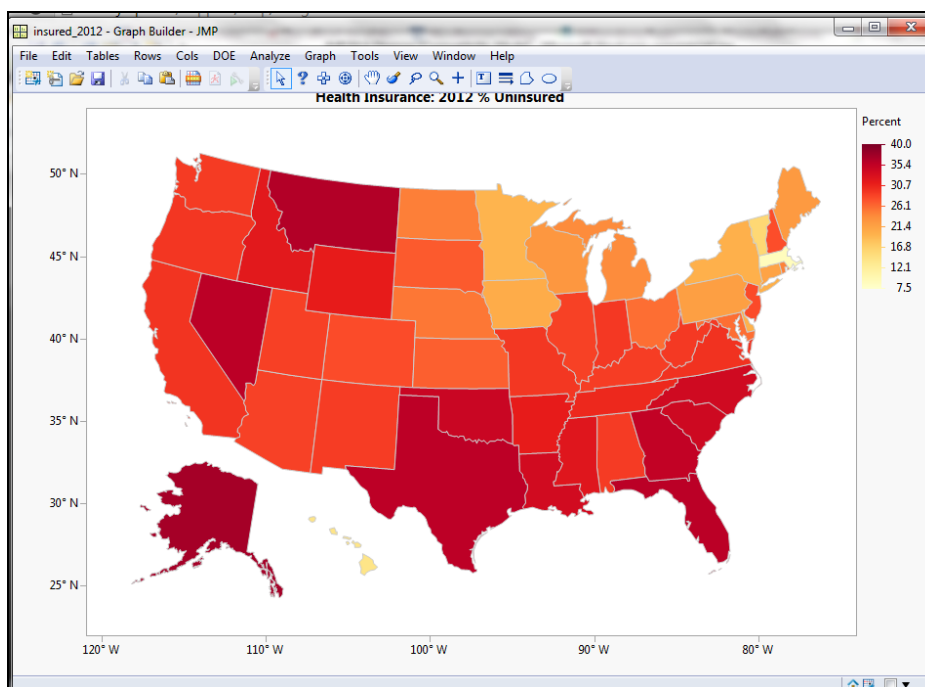 insured_2012 - Graph Builder - JMP
File Edit Tables Rows Cols DOE Analyze Graph Tools View Window Help
Health Insurance: 2012 % Uninsured
Percent
40.0
35.4
30.7
26.1
21.4
16.8
12.1
7.5
50° N
45° N
40° N
35° N
30° N
25° N
120° W 110° W 100° W 90° W 80° W